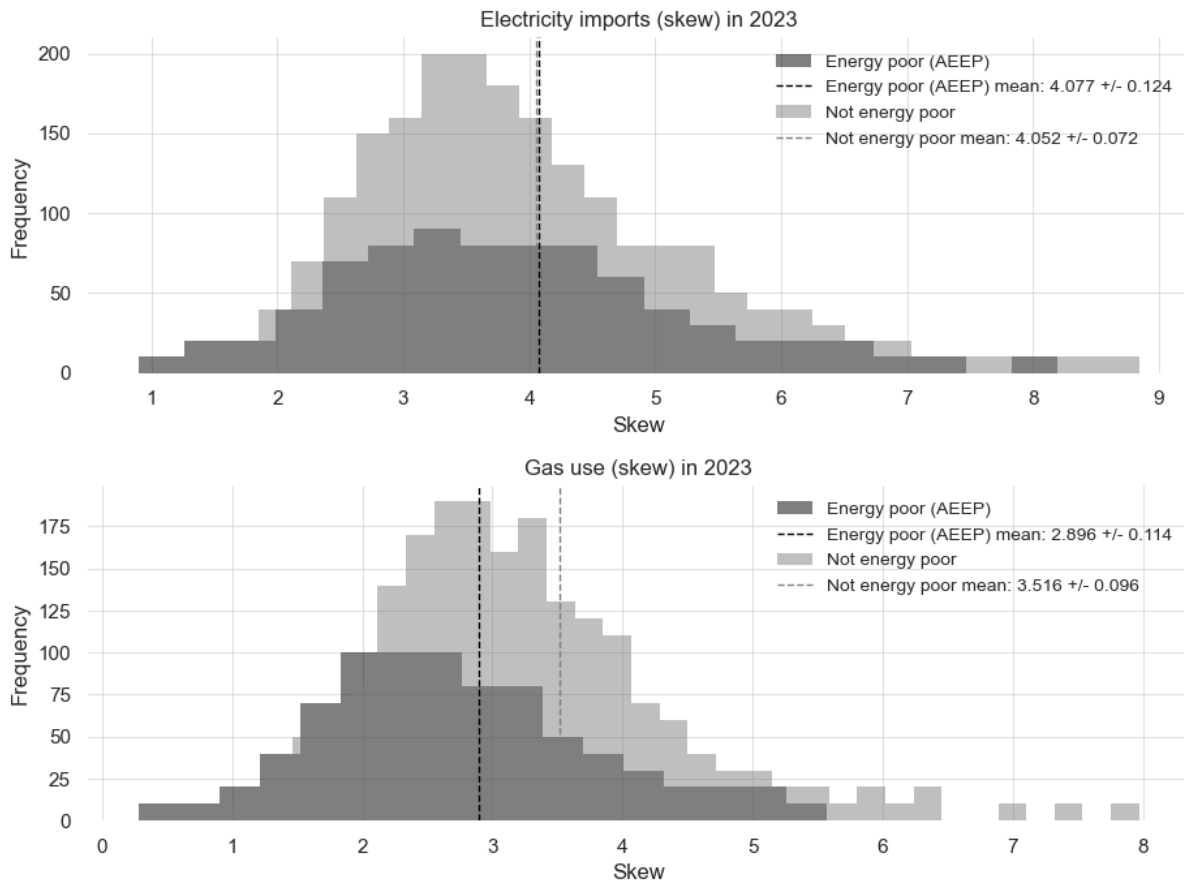 Electricity imports (skew) in 2023
200
150
100
50
0
Frequency
Energy poor (AEEP)
Energy poor (AEEP) mean: 4.077 +/- 0.124
Not energy poor
Not energy poor mean: 4.052 +/- 0.072
1 2 3 4 5 6 7 8 9
Skew
Gas use (skew) in 2023
175
150
125
100
75
50
25
0
Frequency
Energy poor (AEEP)
Energy poor (AEEP) mean: 2.896 +/- 0.114
Not energy poor
Not energy poor mean: 3.516 +/- 0.096
0 1 2 3 4 5 6 7 8
Skew